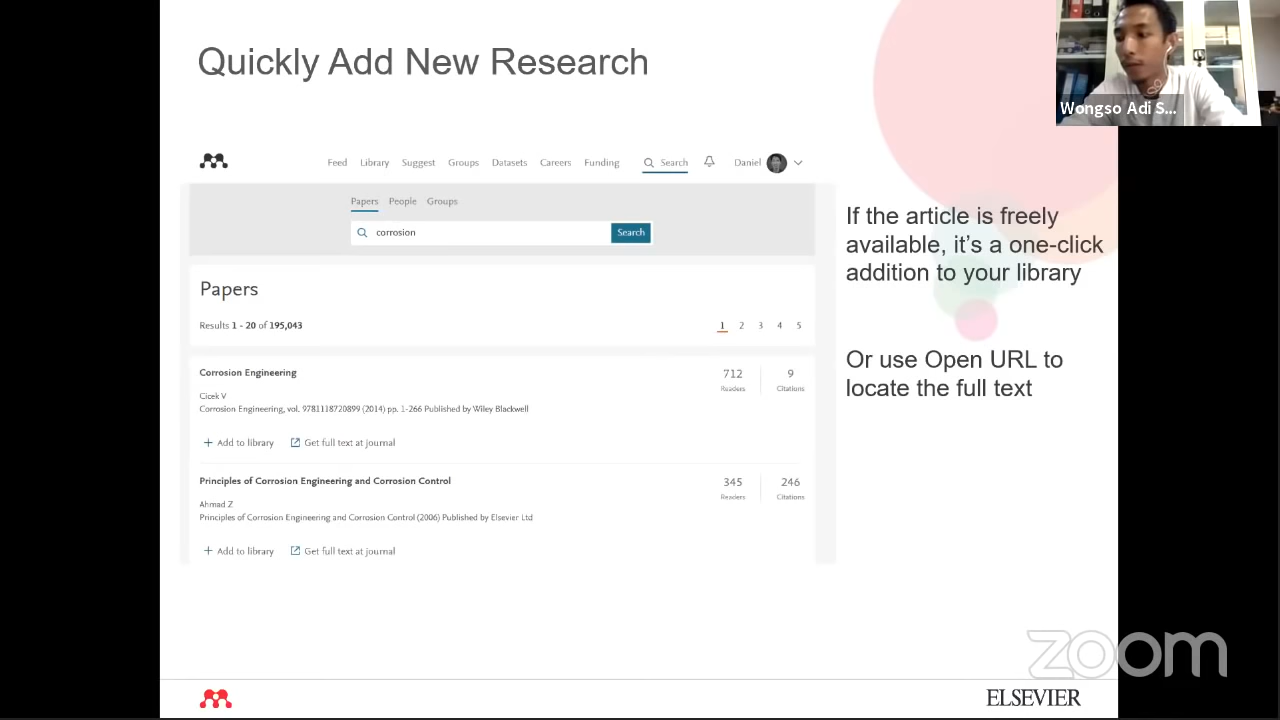 Quickly Add New Research
Wongso Adi S...
Feed Library Suggest Groups Datasets Careers Funding Search Daniel
Papers People Groups
corrosion Search
Papers
Results 1 - 20 of 195,043
1 2 3 4 5
Corrosion Engineering
712 9
Readers Citations
Cicek V
Corrosion Engineering, vol. 9781118720899 (2014) pp. 1-266 Published by Wiley Blackwell
+ Add to library Get full text at journal
Principles of Corrosion Engineering and Corrosion Control
345 246
Readers Citations
Ahmad Z
Principles of Corrosion Engineering and Corrosion Control (2006) Published by Elsevier Ltd
+ Add to library Get full text at journal
If the article is freely
available, it’s a one-click
addition to your library
Or use Open URL to
locate the full text
zoom
ELSEVIER